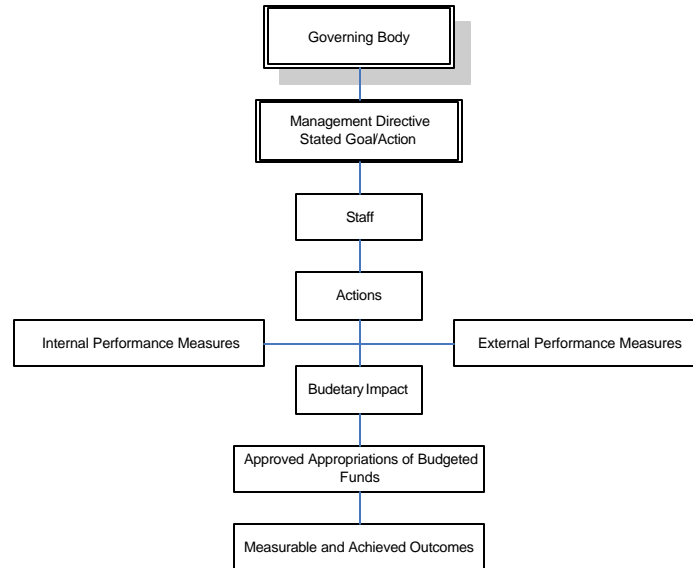 Governing Body
Management Directive
Stated Goal/Action
Staff
Actions
Internal Performance Measures
External Performance Measures
Budetary Impact
Approved Appropriations of Budgeted
Funds
Measurable and Achieved Outcomes